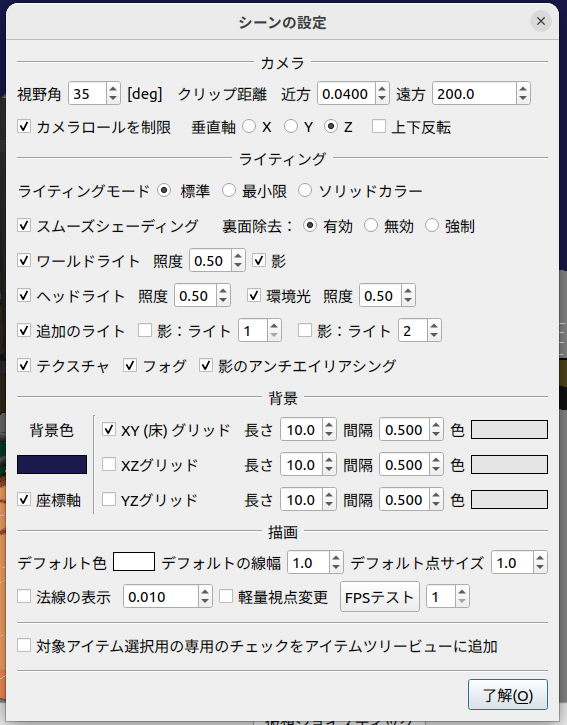 シーンの設定
カメラ
視野角 35 [deg] クリップ距離 近方 0.0400 遠方 200.0
カメラロールを制限 垂直軸 X Y Z 上下反転
ライティング
ライティングモード 標準 最小限 ソリッドカラー
スムーズシェーディング 裏面除去： 有効 無効 強制
ワールドライト 照度 0.50 影
ヘッドライト 照度 0.50 環境光 照度 0.50
追加のライト 影：ライト 1 影：ライト 2
テクスチャ フォグ 影のアンチエイリアシング
背景
背景色 XY (床) グリッド 長さ 10.0 間隔 0.500 色
XZグリッド 長さ 10.0 間隔 0.500 色
座標軸 YZグリッド 長さ 10.0 間隔 0.500 色
描画
デフォルト色 デフォルトの線幅 1.0 デフォルト点サイズ 1.0
法線の表示 0.010 軽量視点変更 FPSテスト 1
対象アイテム選択用の専用のチェックをアイテムツリービューに追加
了解(O)